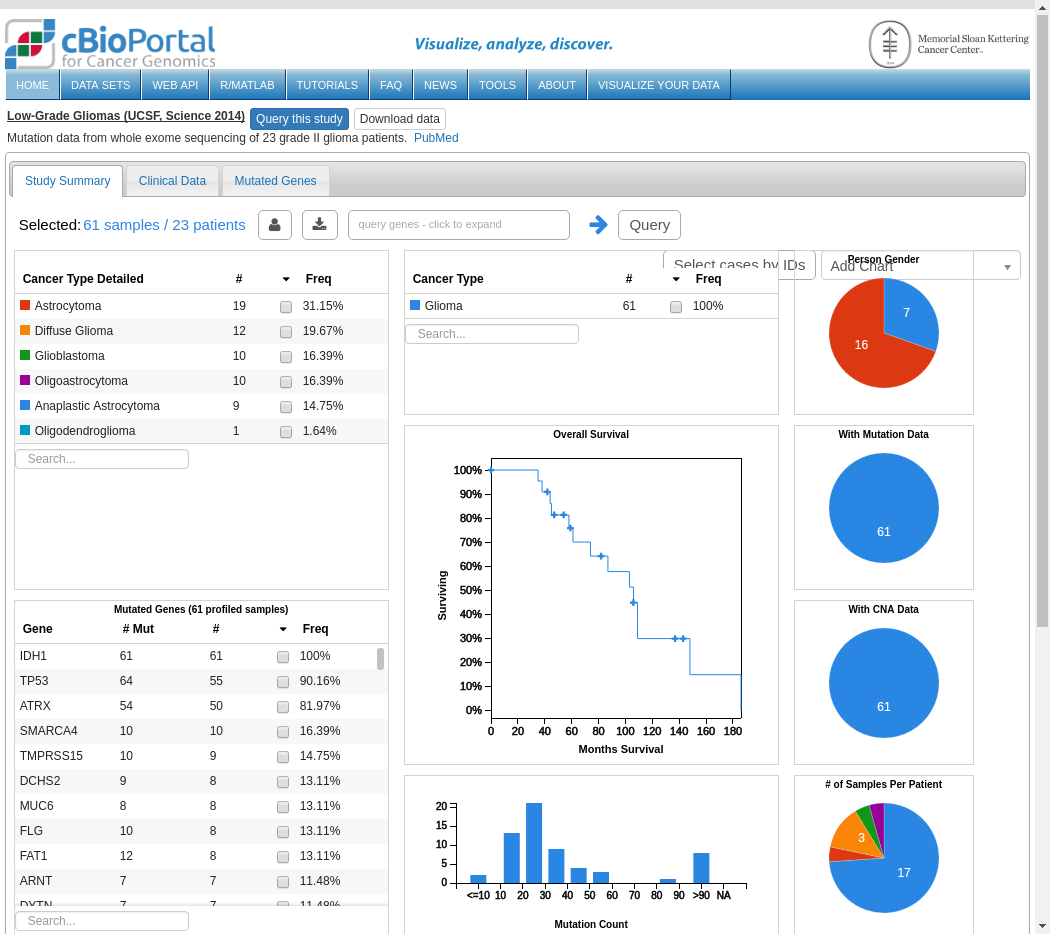 cBioPortal
for Cancer Genomics
Visualize, analyze, discover.
Memorial Sloan Kettering
Cancer Center
HOME DATA SETS WEB API R/MATLAB TUTORIALS FAQ NEWS TOOLS ABOUT VISUALIZE YOUR DATA
Low-Grade Gliomas (UCSF, Science 2014) Query this study Download data
Mutation data from whole exome sequencing of 23 grade II glioma patients. PubMed
Study Summary Clinical Data Mutated Genes
Selected: 61 samples / 23 patients query genes - click to expand Query
Select cases by IDs Add Chart
Cancer Type Detailed # Freq
Astrocytoma 19 31.15%
Diffuse Glioma 12 19.67%
Glioblastoma 10 16.39%
Oligoastrocytoma 10 16.39%
Anaplastic Astrocytoma 9 14.75%
Oligodendroglioma 1 1.64%
Search...
Cancer Type # Freq
Glioma 61 100%
Search...
Person Gender
7
16
Overall Survival
100%
90%
80%
70%
60%
50%
40%
30%
20%
10%
0%
Surviving
0 20 40 60 80 100 120 140 160 180
Months Survival
With Mutation Data
61
Mutated Genes (61 profiled samples)
Gene # Mut # Freq
IDH1 61 61 100%
TP53 64 55 90.16%
ATRX 54 50 81.97%
SMARCA4 10 10 16.39%
TMPRSS15 10 9 14.75%
DCHS2 9 8 13.11%
MUC6 8 8 13.11%
FLG 10 8 13.11%
FAT1 12 8 13.11%
ARNT 7 7 11.48%
DYTN 7 7 11.48%
Search...
With CNA Data
61
20
15
10
5
0
<=10 10 20 30 40 50 60 70 80 90 >90 NA
Mutation Count
# of Samples Per Patient
3
17